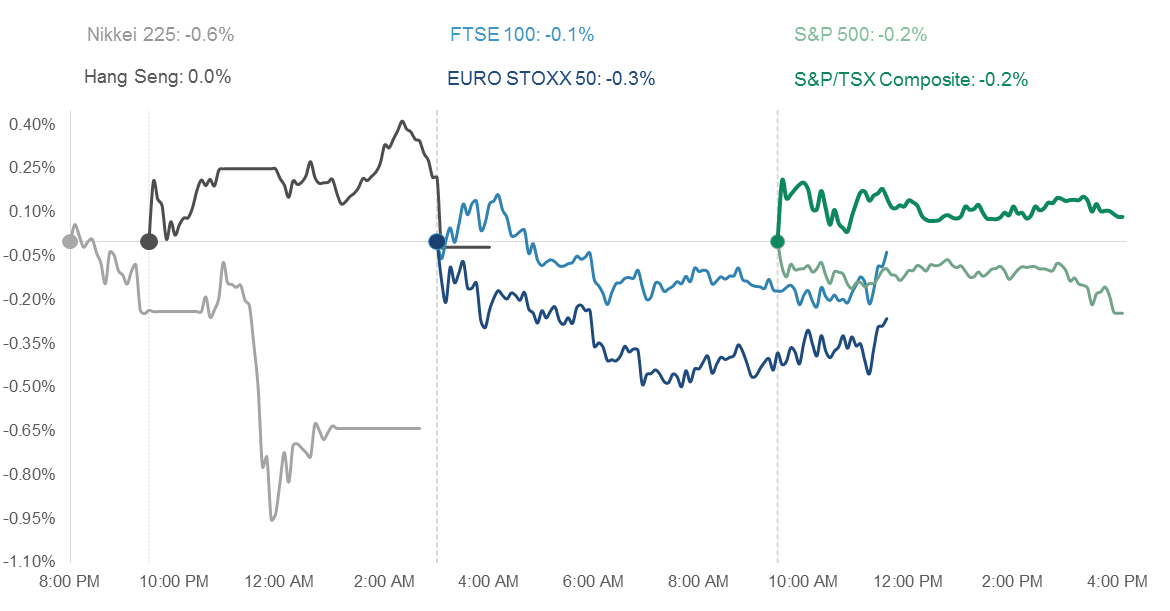 Nikkei 225: -0.6%
FTSE 100: -0.1%
S&P 500: -0.2%
Hang Seng: 0.0%
EURO STOXX 50: -0.3%
S&P/TSX Composite: -0.2%
0.40%
0.25%
0.10%
-0.05%
-0.20%
-0.35%
-0.50%
-0.65%
-0.80%
-0.95%
-1.10%
8:00 PM 10:00 PM 12:00 AM 2:00 AM 4:00 AM 6:00 AM 8:00 AM 10:00 AM 12:00 PM 2:00 PM 4:00 PM